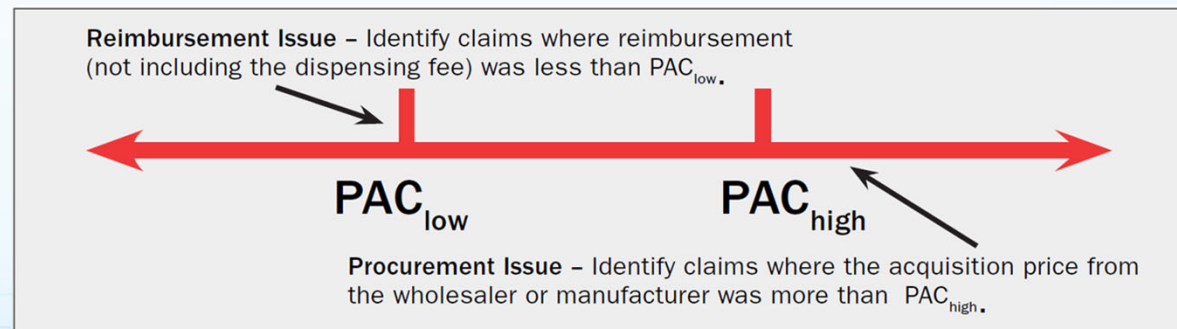 Reimbursement Issue – Identify claims where reimbursement
(not including the dispensing fee) was less than PAClow.
PAClow PAChigh
Procurement Issue – Identify claims where the acquisition price from
the wholesaler or manufacturer was more than PAChigh.